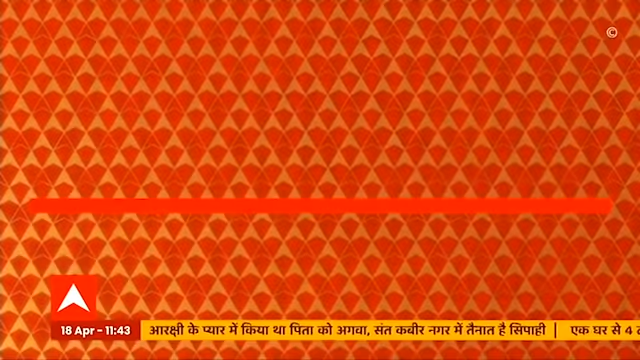 ©
18 Apr - 11:43
आरक्षी के प्यार में किया था पिता को अगवा, संत कबीर नगर में तैनात है सिपाही | एक घर से 4